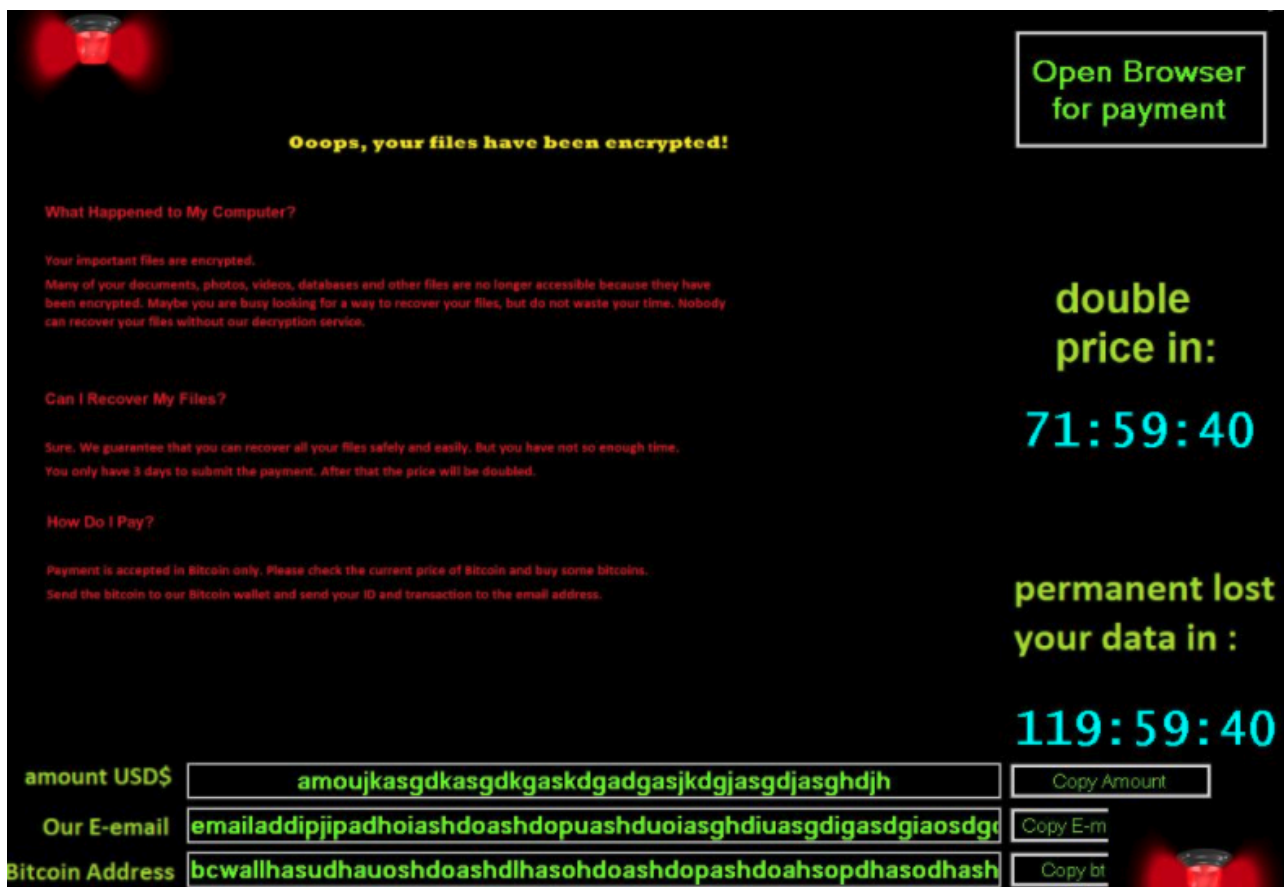 Open Browser
for payment
Ooops, your files have been encrypted!
What Happened to My Computer?
Your important files are encrypted.
Many of your documents, photos, videos, databases and other files are no longer accessible because they have
been encrypted. Maybe you are busy looking for a way to recover your files, but do not waste your time. Nobody
can recover your files without our decryption service.
double
price in:
71:59:40
Can I Recover My Files?
Sure. We guarantee that you can recover all your files safely and easily. But you have not so enough time.
You only have 3 days to submit the payment. After that the price will be doubled.
How Do I Pay?
Payment is accepted in Bitcoin only. Please check the current price of Bitcoin and buy some bitcoins.
Send the bitcoin to our Bitcoin wallet and send your ID and transaction to the email address.
permanent lost
your data in :
119:59:40
amount USD$ amoujkasgdkasgdkgaskdgadgasjkdgjasgdjasghdjh Copy Amount
Our E-email emailaddipjipadhoiashdoashdopuashduoiasghdiuasgdigasdgiaosdgo Copy E-m
Bitcoin Address bcwallhasudhauoshdoashdlhasohdoashdopashdoahsopdhasodhash Copy bt